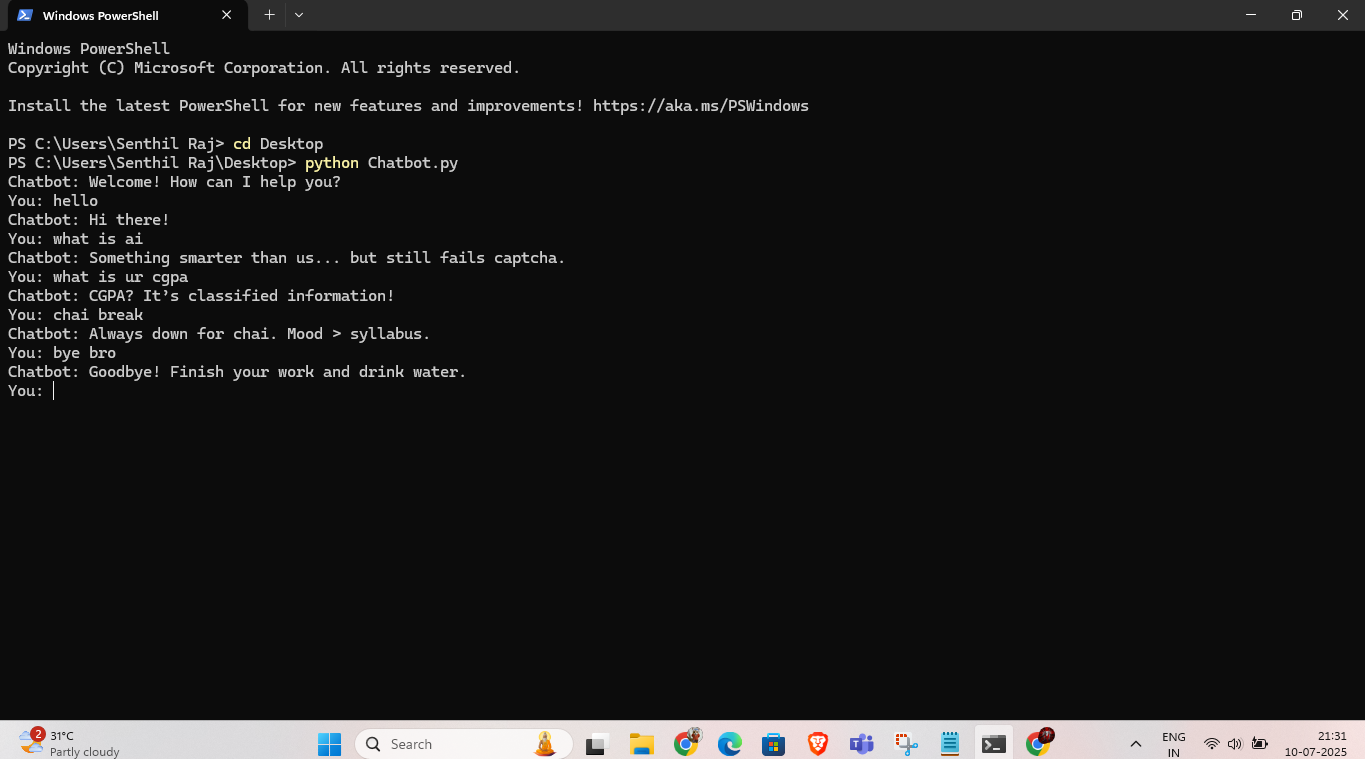 Windows PowerShell
Windows PowerShell
Copyright (C) Microsoft Corporation. All rights reserved.
Install the latest PowerShell for new features and improvements! https://aka.ms/PSWindows
PS C:\Users\Senthil Raj> cd Desktop
PS C:\Users\Senthil Raj\Desktop> python Chatbot.py
Chatbot: Welcome! How can I help you?
You: hello
Chatbot: Hi there!
You: what is ai
Chatbot: Something smarter than us... but still fails captcha.
You: what is ur cgpa
Chatbot: CGPA? It’s classified information!
You: chai break
Chatbot: Always down for chai. Mood > syllabus.
You: bye bro
Chatbot: Goodbye! Finish your work and drink water.
You:
2
31°C
Partly cloudy
Search
ENG
IN
21:31
10-07-2025